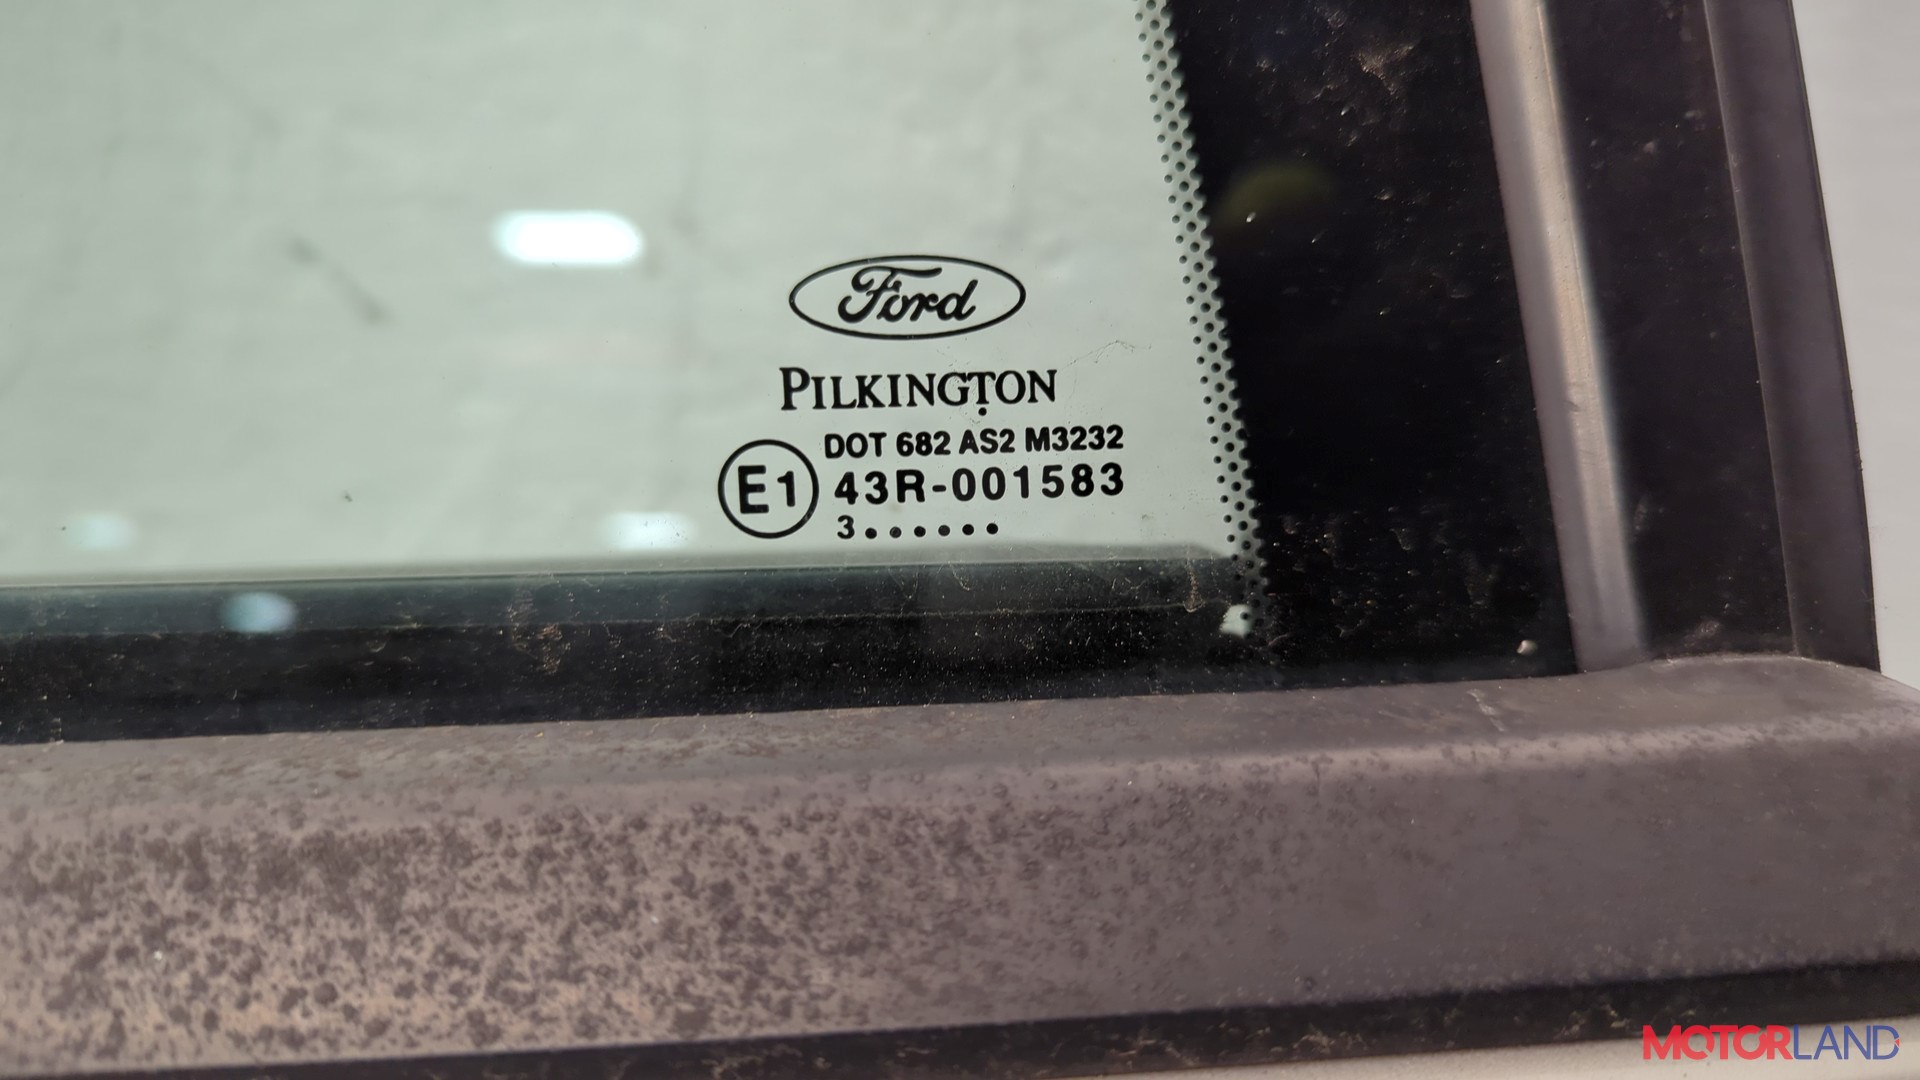 Ford
PILKINGTON
DOT 682 AS2 M3232
E1 43R-001583
3......
MOTORLAND